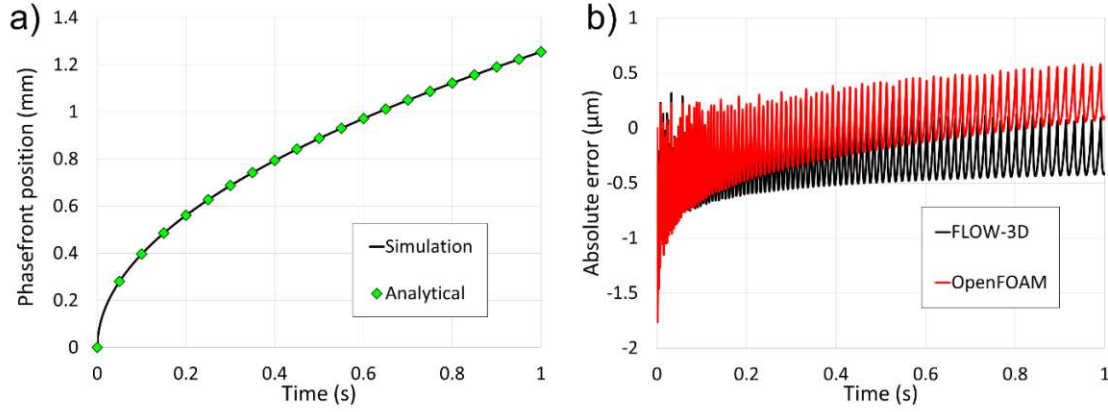 a)
Phasefront position (mm)
1.4
1.2
1
0.8
0.6
0.4
0.2
0
0
0.2
0.4
0.6
0.8
1
Time (s)
Simulation
Analytical
b)
Absolute error (µm)
1
0.5
0
-0.5
-1
-1.5
-2
0
0.2
0.4
0.6
0.8
1
Time (s)
FLOW-3D
OpenFOAM